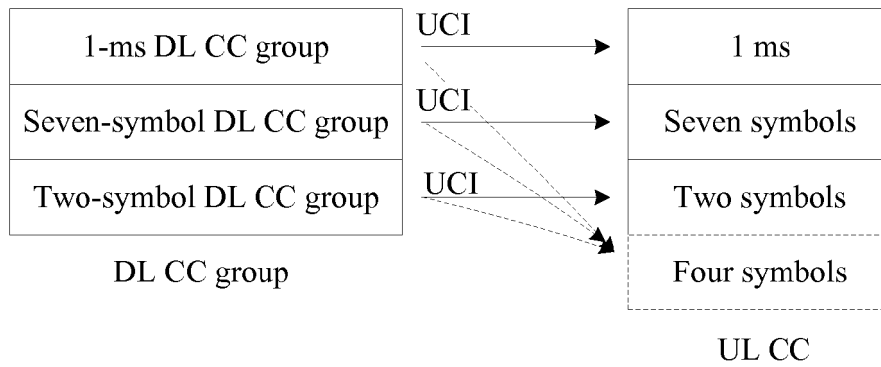 UCI
1-ms DL CC group
1 ms
UCI
Seven-symbol DL CC group
Seven symbols
UCI
Two-symbol DL CC group
Two symbols
DL CC group
Four symbols
UL CC